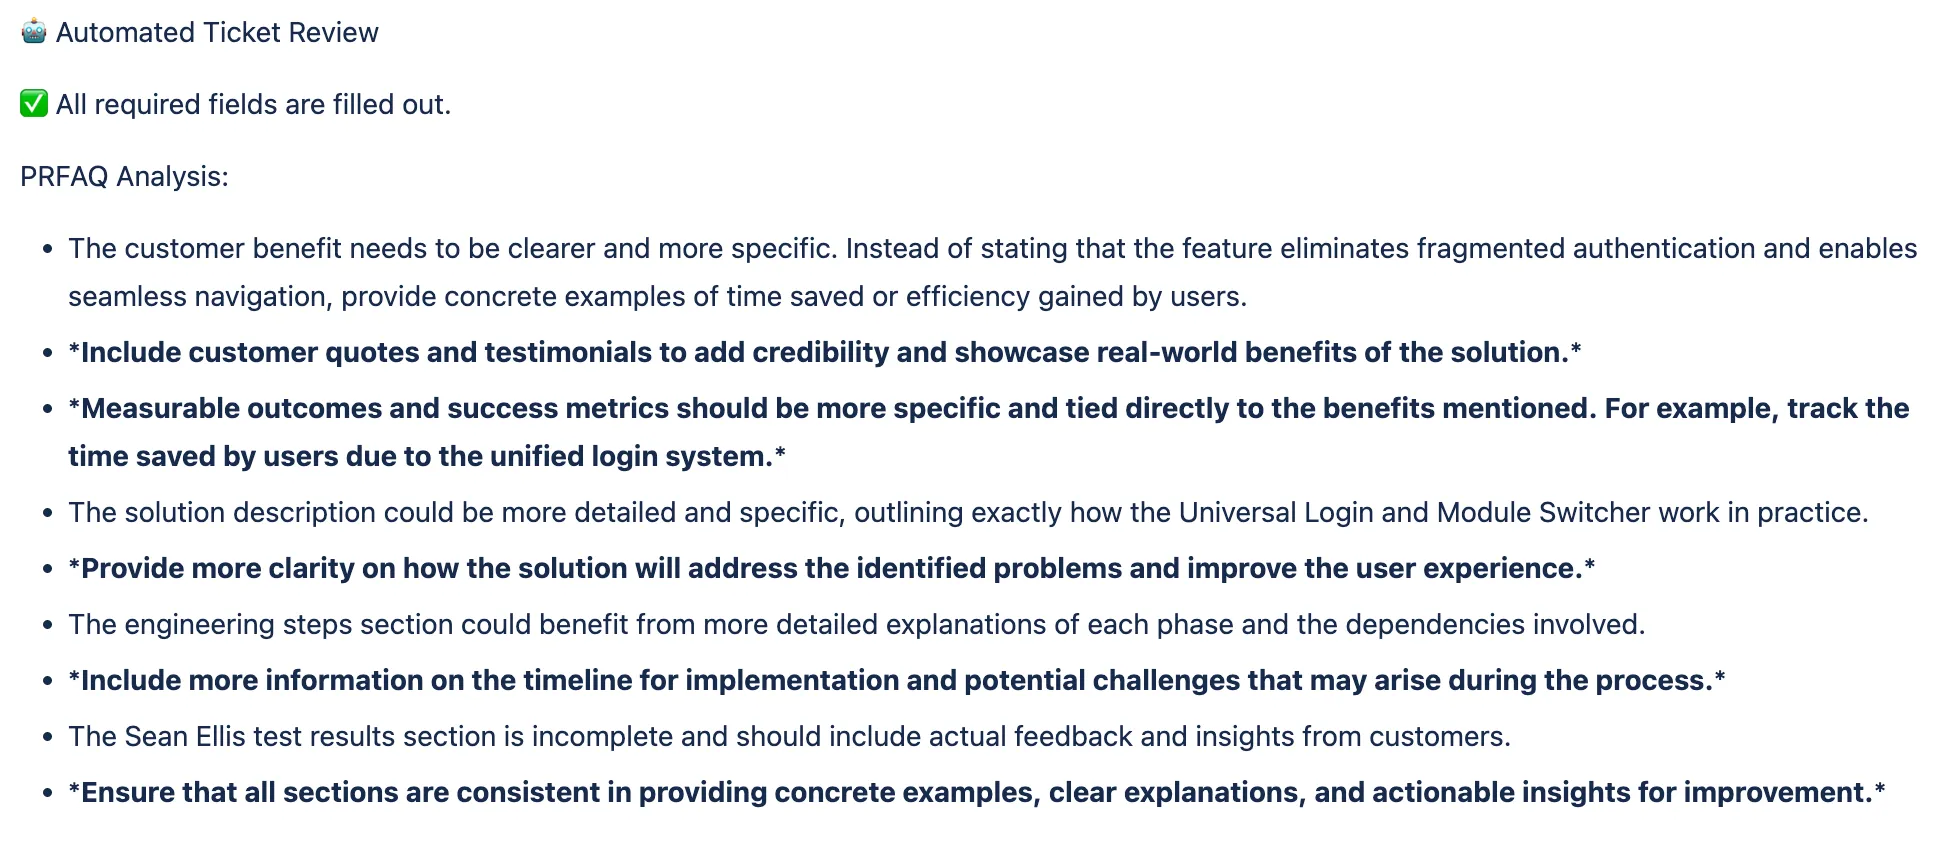 🤖 Automated Ticket Review
✅ All required fields are filled out.
PRFAQ Analysis:
• The customer benefit needs to be clearer and more specific. Instead of stating that the feature eliminates fragmented authentication and enables
seamless navigation, provide concrete examples of time saved or efficiency gained by users.
• *Include customer quotes and testimonials to add credibility and showcase real-world benefits of the solution.*
• *Measurable outcomes and success metrics should be more specific and tied directly to the benefits mentioned. For example, track the
time saved by users due to the unified login system.*
• The solution description could be more detailed and specific, outlining exactly how the Universal Login and Module Switcher work in practice.
• *Provide more clarity on how the solution will address the identified problems and improve the user experience.*
• The engineering steps section could benefit from more detailed explanations of each phase and the dependencies involved.
• *Include more information on the timeline for implementation and potential challenges that may arise during the process.*
• The Sean Ellis test results section is incomplete and should include actual feedback and insights from customers.
• *Ensure that all sections are consistent in providing concrete examples, clear explanations, and actionable insights for improvement.*